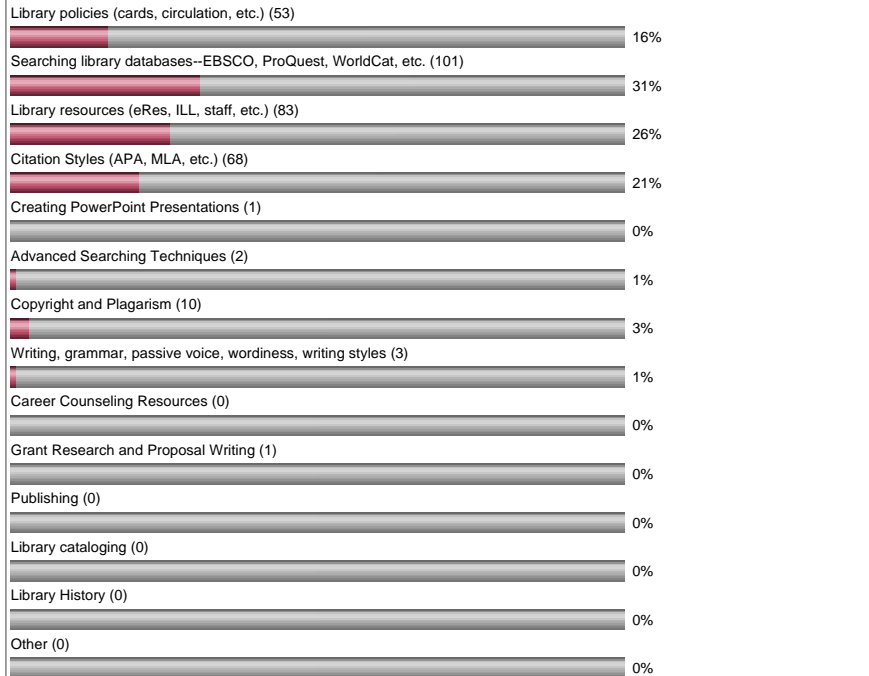 Library policies (cards, circulation, etc.) (53)
16%
Searching library databases--EBSCO, ProQuest, WorldCat, etc. (101)
31%
Library resources (eRes, ILL, staff, etc.) (83)
26%
Citation Styles (APA, MLA, etc.) (68)
21%
Creating PowerPoint Presentations (1)
0%
Advanced Searching Techniques (2)
1%
Copyright and Plagarism (10)
3%
Writing, grammar, passive voice, wordiness, writing styles (3)
1%
Career Counseling Resources (0)
0%
Grant Research and Proposal Writing (1)
0%
Publishing (0)
0%
Library cataloging (0)
0%
Library History (0)
0%
Other (0)
0%